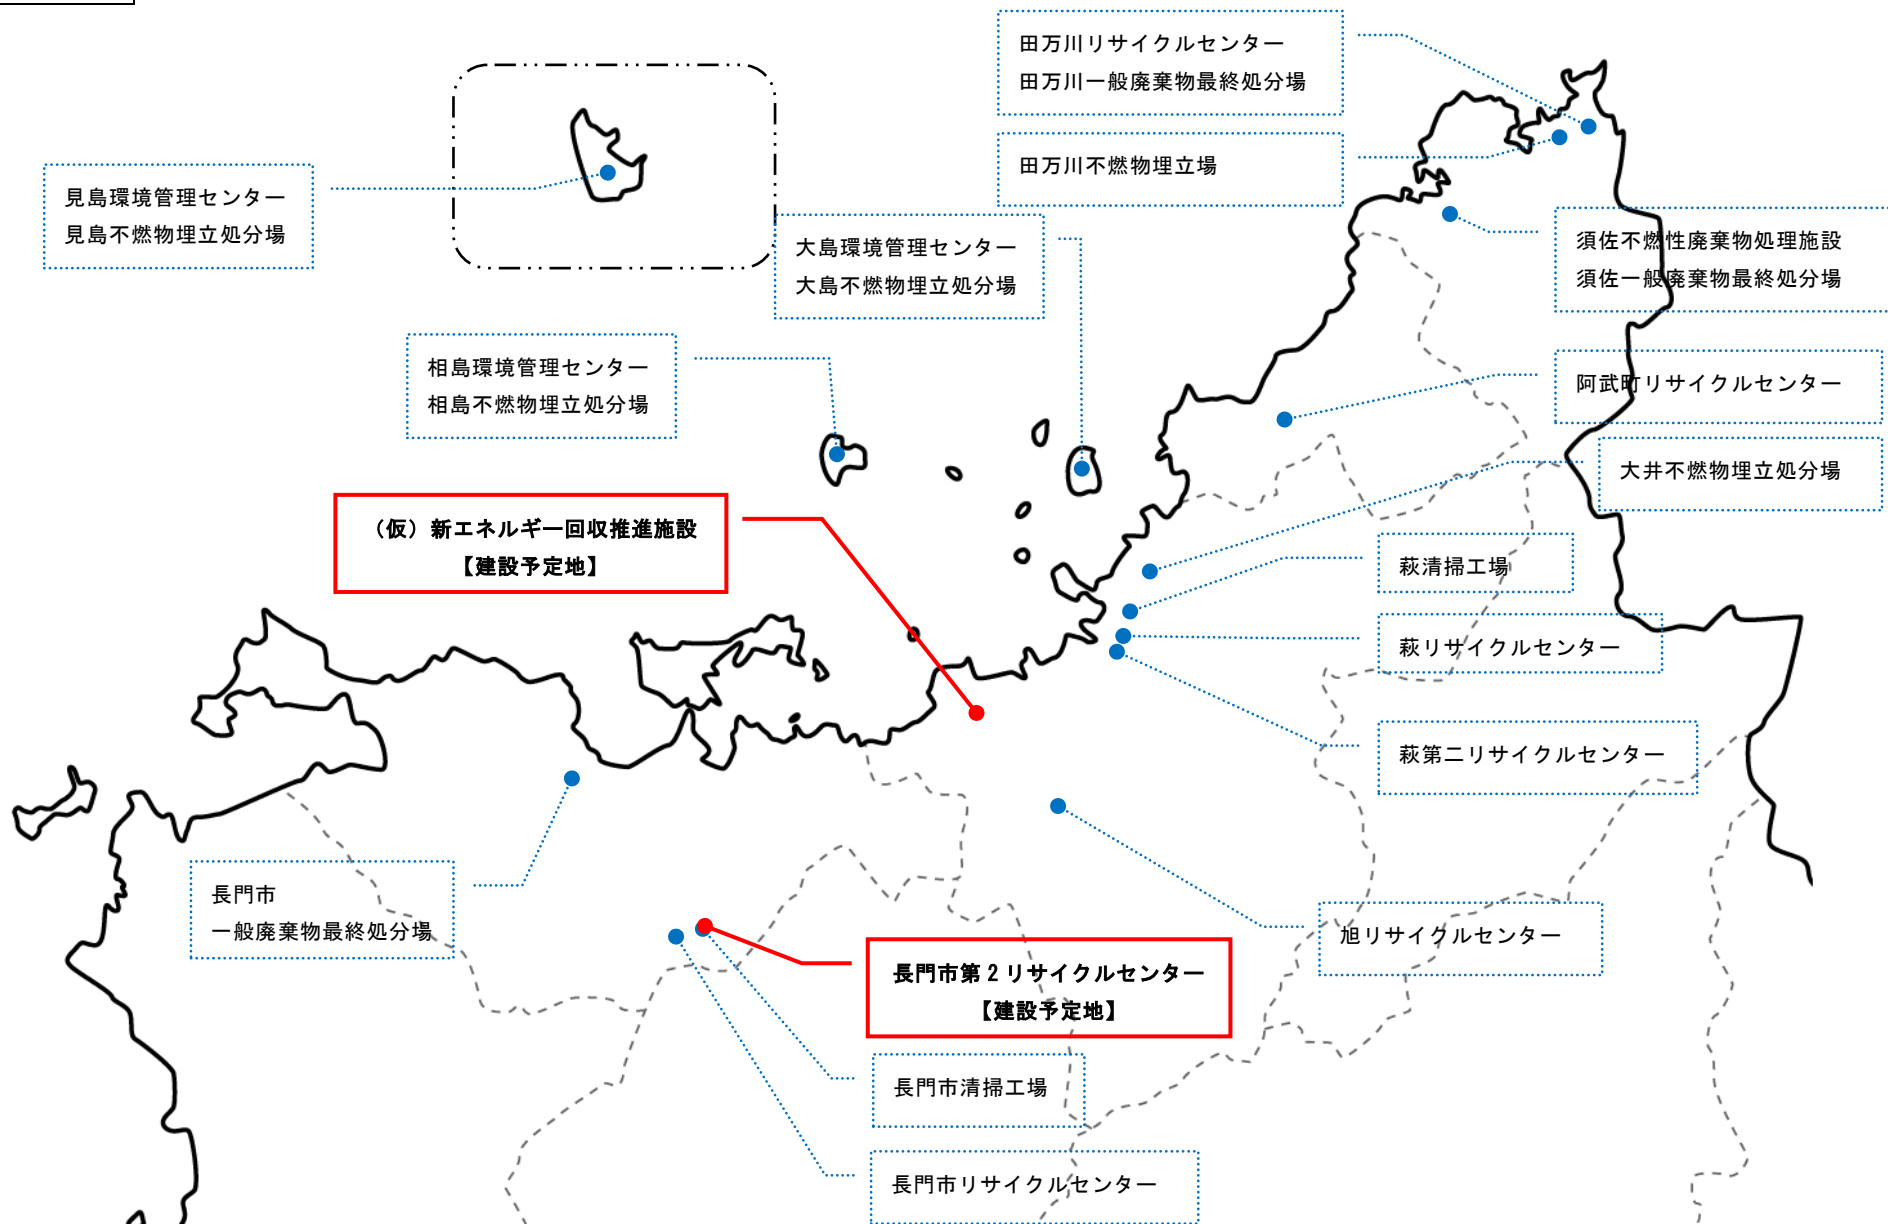 田万川リサイクルセンター
田万川一般廃棄物最終処分場
田万川不燃物埋立場
見島環境管理センター
見島不燃物埋立処分場
大島環境管理センター
大島不燃物埋立処分場
須佐不燃性廃棄物処理施設
須佐一般廃棄物最終処分場
相島環境管理センター
相島不燃物埋立処分場
阿武町リサイクルセンター
大井不燃物埋立処分場
（仮）新エネルギー回収推進施設
【建設予定地】
萩清掃工場
萩リサイクルセンター
萩第二リサイクルセンター
長門市
一般廃棄物最終処分場
旭リサイクルセンター
長門市第２リサイクルセンター
【建設予定地】
長門市清掃工場
長門市リサイクルセンター